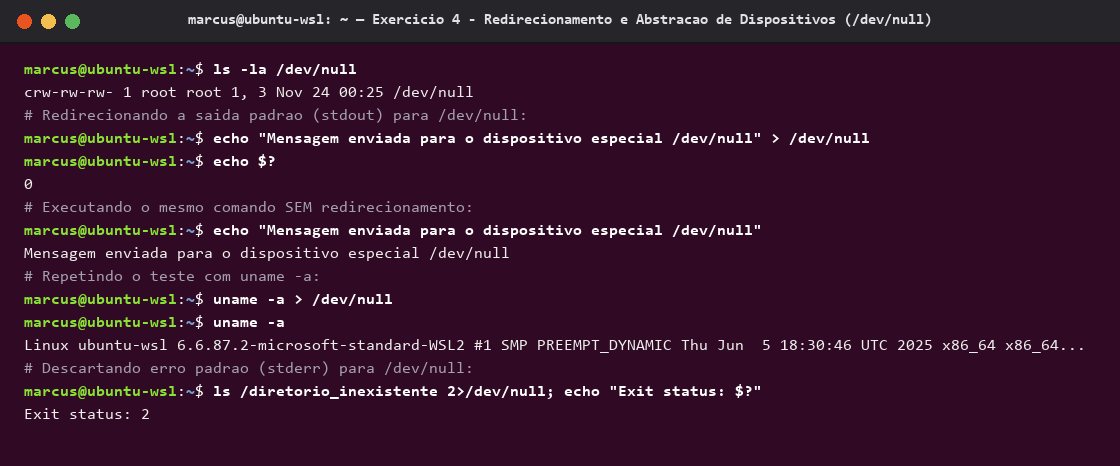 marcus@ubuntu-wsl: ~ — Exercicio 4 - Redirecionamento e Abstracao de Dispositivos (/dev/null)
marcus@ubuntu-wsl:~$ ls -la /dev/null
crw-rw-rw- 1 root root 1, 3 Nov 24 00:25 /dev/null
# Redirecionando a saida padrao (stdout) para /dev/null:
marcus@ubuntu-wsl:~$ echo "Mensagem enviada para o dispositivo especial /dev/null" > /dev/null
marcus@ubuntu-wsl:~$ echo $?
0
# Executando o mesmo comando SEM redirecionamento:
marcus@ubuntu-wsl:~$ echo "Mensagem enviada para o dispositivo especial /dev/null"
Mensagem enviada para o dispositivo especial /dev/null
# Repetindo o teste com uname -a:
marcus@ubuntu-wsl:~$ uname -a > /dev/null
marcus@ubuntu-wsl:~$ uname -a
Linux ubuntu-wsl 6.6.87.2-microsoft-standard-WSL2 #1 SMP PREEMPT_DYNAMIC Thu Jun  5 18:30:46 UTC 2025 x86_64 x86_64...
# Descartando erro padrao (stderr) para /dev/null:
marcus@ubuntu-wsl:~$ ls /diretorio_inexistente 2>/dev/null; echo "Exit status: $?"
Exit status: 2